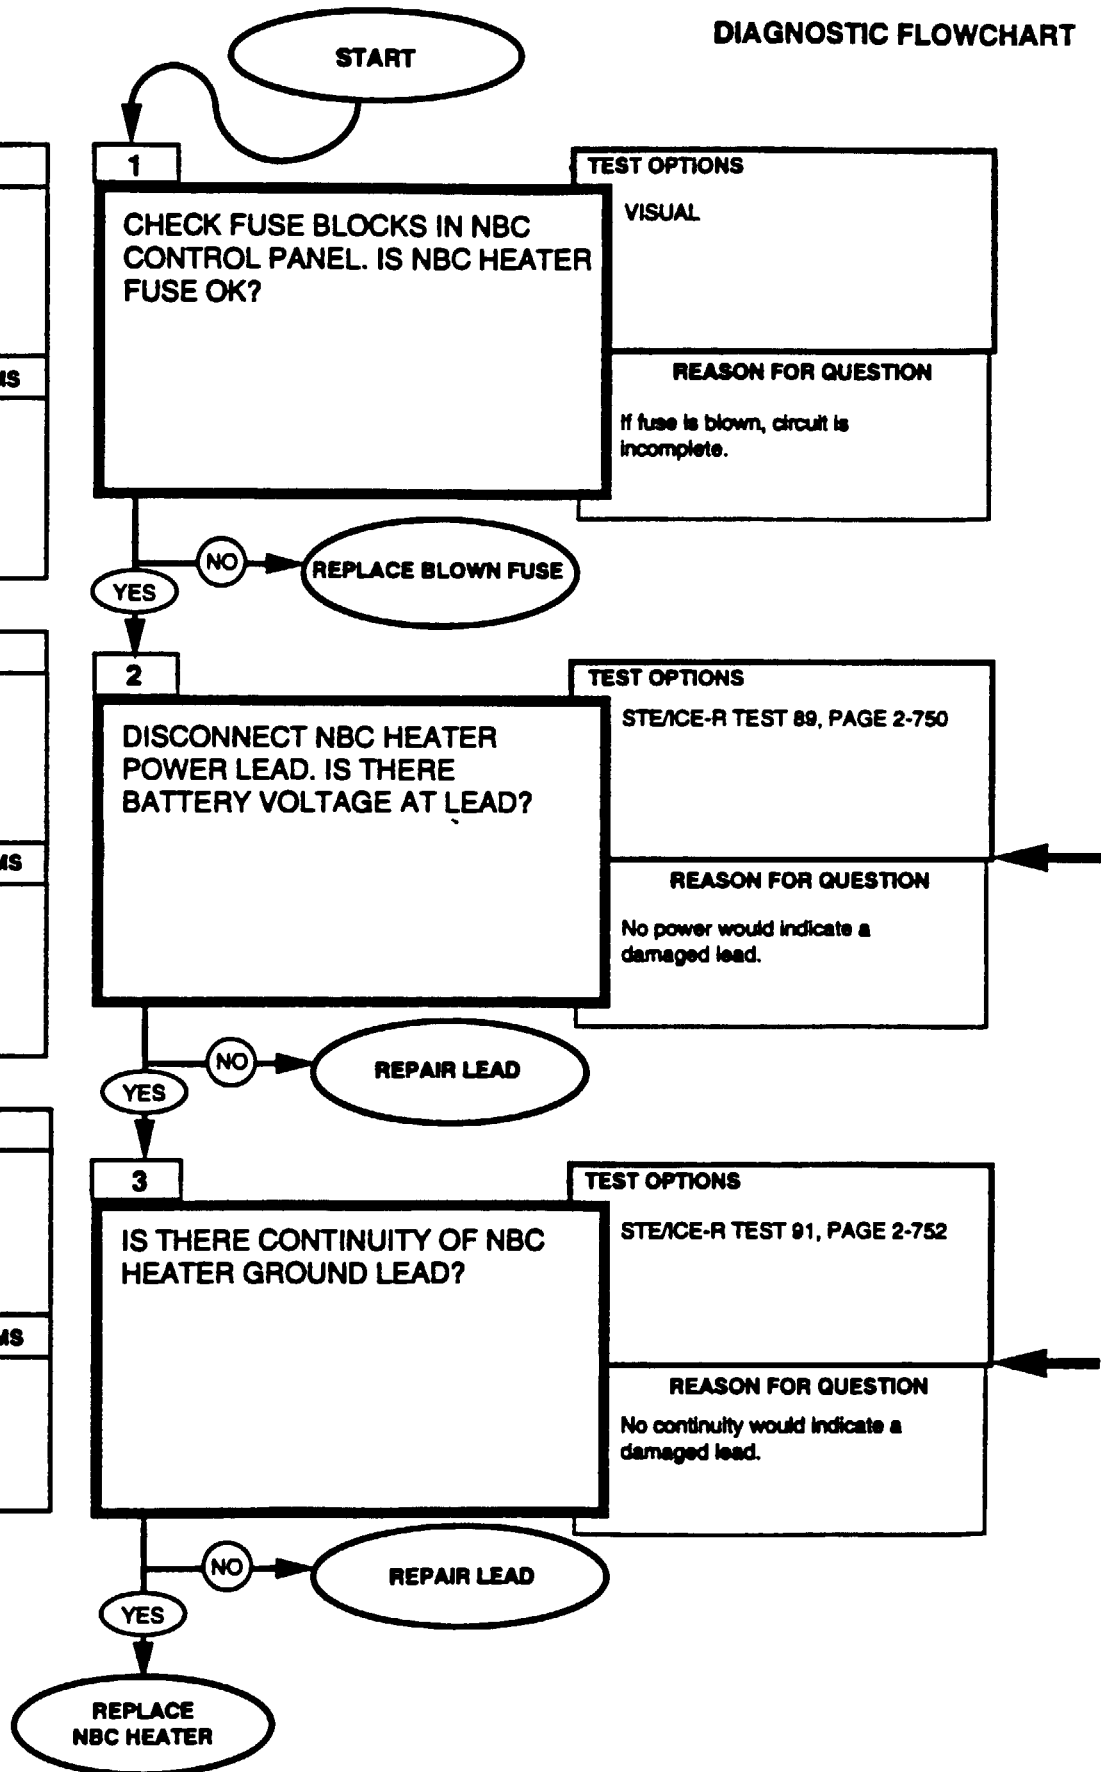 DIAGNOSTIC FLOWCHART
START
1
CHECK FUSE BLOCKS IN NBC
CONTROL PANEL. IS NBC HEATER
FUSE OK?
TEST OPTIONS
VISUAL
REASON FOR QUESTION
If fuse is blown, circuit is
incomplete.
NO
REPLACE BLOWN FUSE
YES
2
DISCONNECT NBC HEATER
POWER LEAD. IS THERE
BATTERY VOLTAGE AT LEAD?
TEST OPTIONS
STE/ICE-R TEST 89, PAGE 2-750
REASON FOR QUESTION
No power would indicate a
damaged lead.
NO
REPAIR LEAD
YES
3
IS THERE CONTINUITY OF NBC
HEATER GROUND LEAD?
TEST OPTIONS
STE/ICE-R TEST 91, PAGE 2-752
REASON FOR QUESTION
No continuity would indicate a
damaged lead.
NO
REPAIR LEAD
YES
REPLACE
NBC HEATER